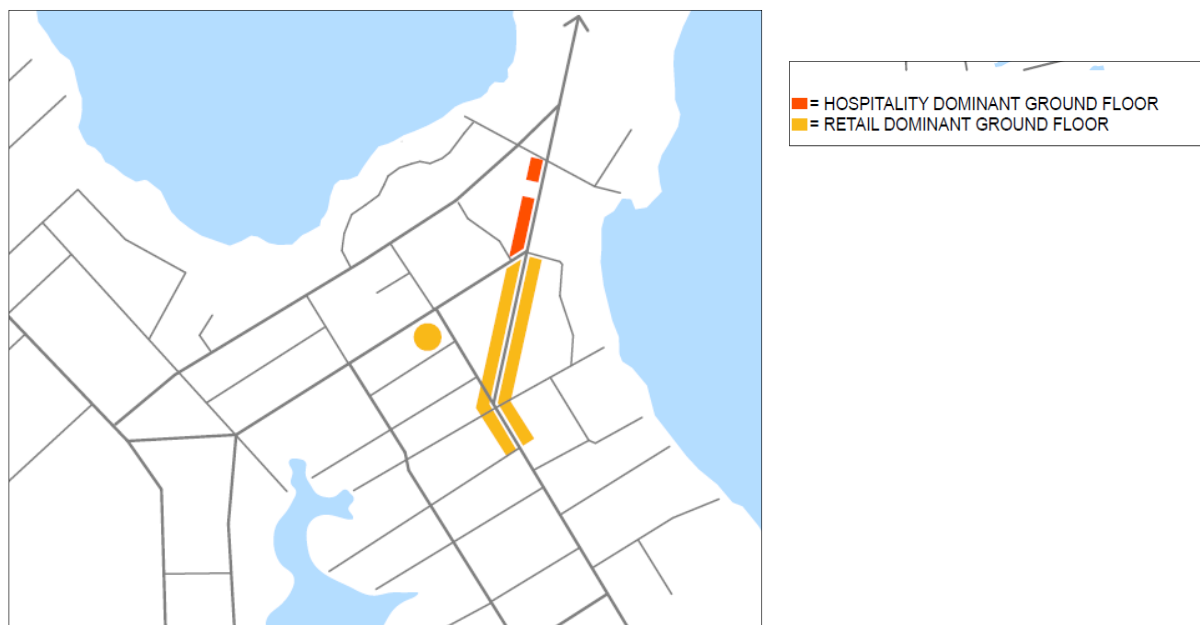 = HOSPITALITY DOMINANT GROUND FLOOR
= RETAIL DOMINANT GROUND FLOOR